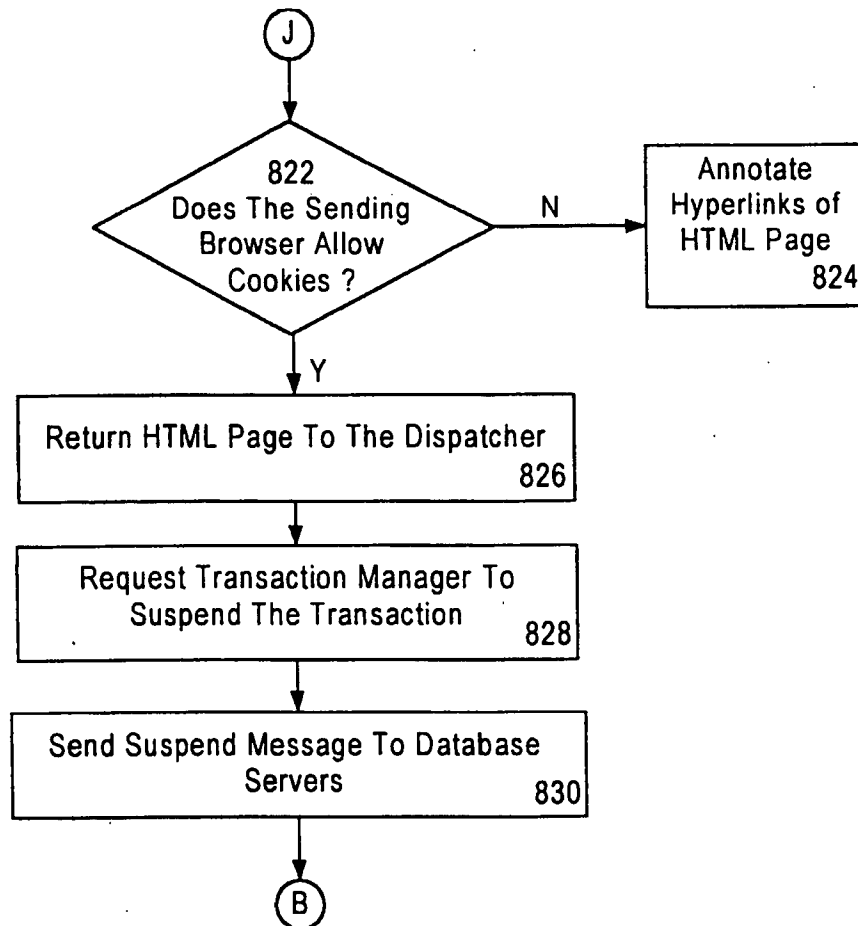 J
822
Does The Sending
Browser Allow
Cookies ?
N
Annotate
Hyperlinks of
HTML Page
824
Y
Return HTML Page To The Dispatcher
826
Request Transaction Manager To
Suspend The Transaction
828
Send Suspend Message To Database
Servers
830
B